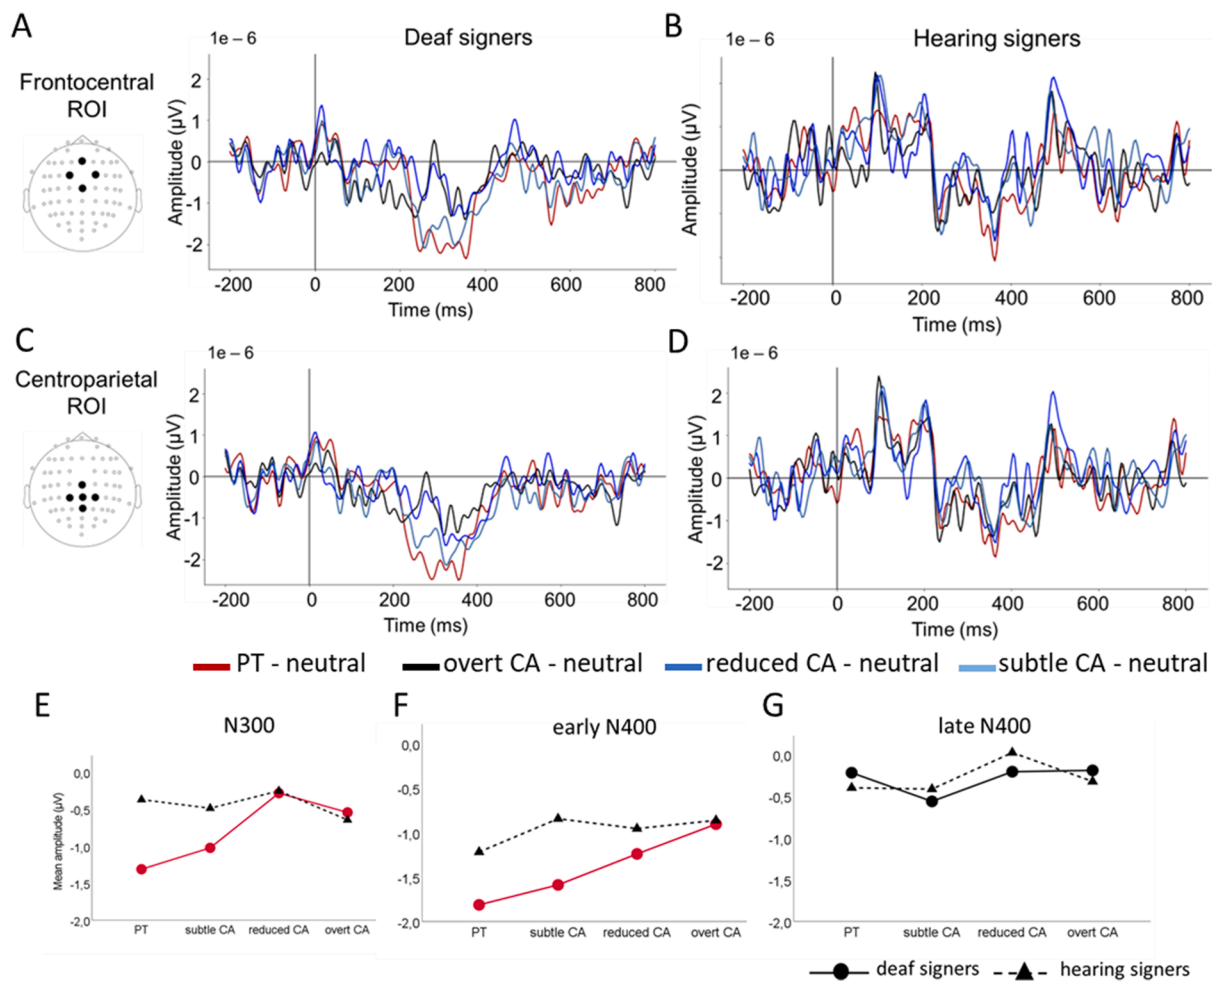 A
Deaf signers
B
Hearing signers
Frontocentral
ROI
1e – 6
Amplitude (µV)
2
1
0
-1
-2
-200 0 200 400 600 800
Time (ms)
1e – 6
Amplitude (µV)
-200 0 200 400 600 800
Time (ms)
C
D
Centroparietal
ROI
1e – 6
Amplitude (µV)
2
1
0
-1
-2
-200 0 200 400 600 800
Time (ms)
1e – 6
Amplitude (µV)
2
1
0
-1
-2
-200 0 200 400 600 800
Time (ms)
PT - neutral overt CA - neutral reduced CA - neutral subtle CA - neutral
E
N300
Mean amplitude (µV)
0,0
-0,5
-1,0
-1,5
-2,0
PT subtle CA reduced CA overt CA
F
early N400
0,0
-0,5
-1,0
-1,5
-2,0
PT subtle CA reduced CA overt CA
G
late N400
0,0
-0,5
-1,0
-1,5
-2,0
PT subtle CA reduced CA overt CA
deaf signers hearing signers